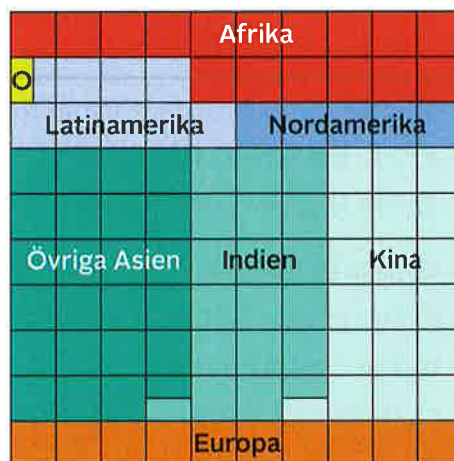 Afrika
O
Latinamerika Nordamerika
Övriga Asien Indien Kina
Europa